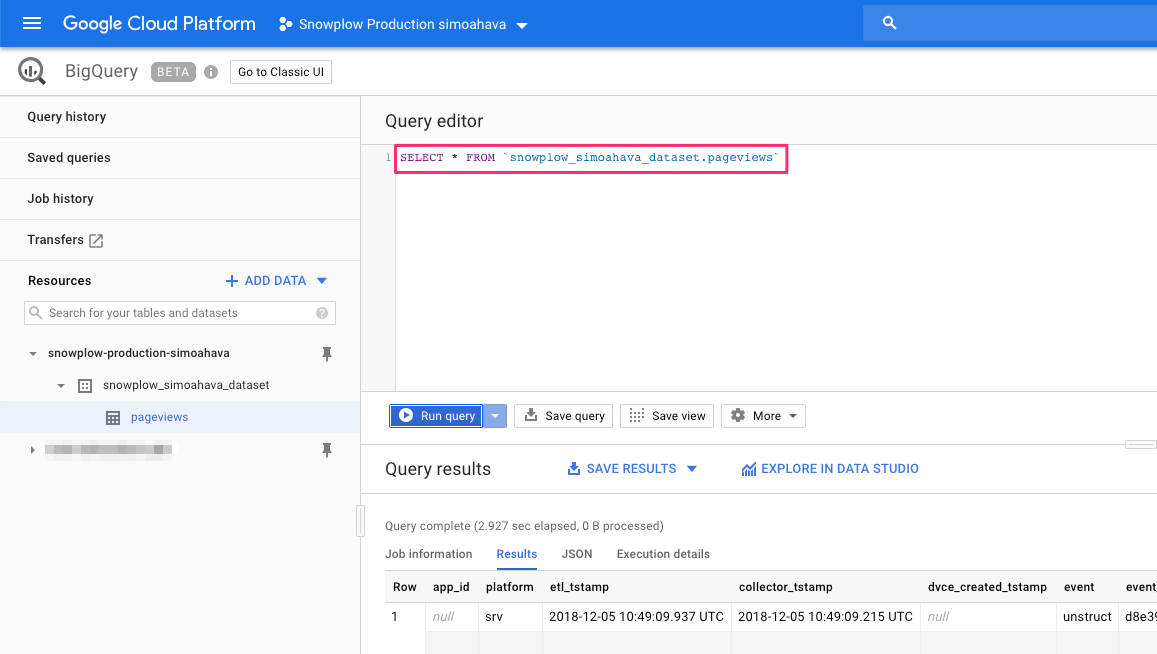 Google Cloud Platform Snowplow Production simoahava
BigQuery BETA Go to Classic UI
Query history
Saved queries
Job history
Transfers
Resources ADD DATA
Search for your tables and datasets
snowplow-production-simoahava
snowplow_simoahava_dataset
pageviews
Query editor
1 SELECT * FROM `snowplow_simoahava_dataset.pageviews`
Run query Save query Save view More
Query results SAVE RESULTS EXPLORE IN DATA STUDIO
Query complete (2.927 sec elapsed, 0 B processed)
Job information Results JSON Execution details
Row app_id platform etl_tstamp collector_tstamp dvce_created_tstamp event event_
1 null srv 2018-12-05 10:49:09.937 UTC 2018-12-05 10:49:09.215 UTC null unstruct d8e39